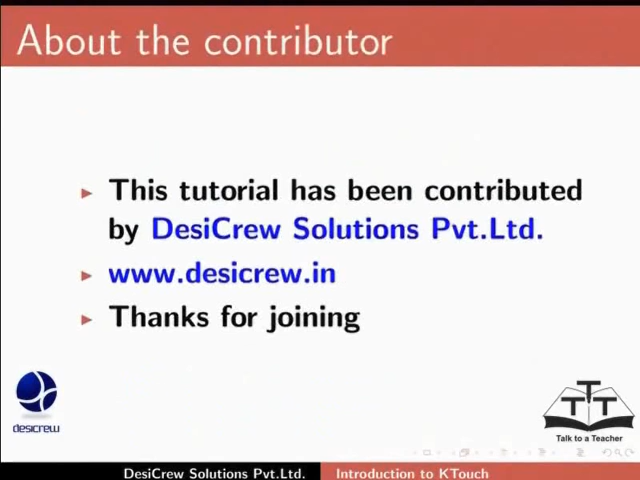 About the contributor
This tutorial has been contributed
by DesiCrew Solutions Pvt.Ltd.
www.desicrew.in
Thanks for joining
desicrew
TTT
Talk to a Teacher
DesiCrew Solutions Pvt.Ltd. Introduction to KTouch